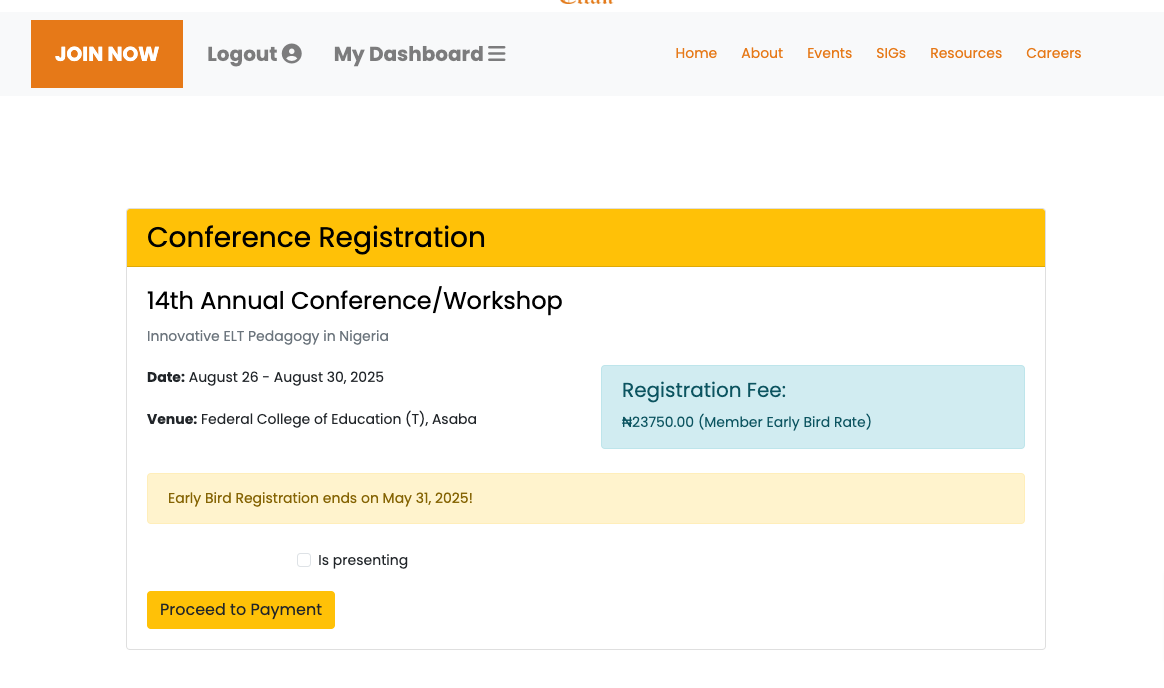 JOIN NOW
Logout
My Dashboard
Home
About
Events
SIGs
Resources
Careers
Conference Registration
14th Annual Conference/Workshop
Innovative ELT Pedagogy in Nigeria
Date: August 26 - August 30, 2025
Venue: Federal College of Education (T), Asaba
Registration Fee:
₦23750.00 (Member Early Bird Rate)
Early Bird Registration ends on May 31, 2025!
Is presenting
Proceed to Payment